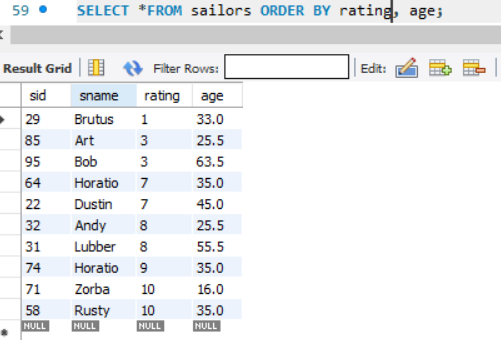 59 SELECT *FROM sailors ORDER BY rating, age;
Result Grid Filter Rows: Edit:
sid sname rating age
29 Brutus 1 33.0
85 Art 3 25.5
95 Bob 3 63.5
64 Horatio 7 35.0
22 Dustin 7 45.0
32 Andy 8 25.5
31 Lubber 8 55.5
74 Horatio 9 35.0
71 Zorba 10 16.0
58 Rusty 10 35.0
* NULL NULL NULL NULL